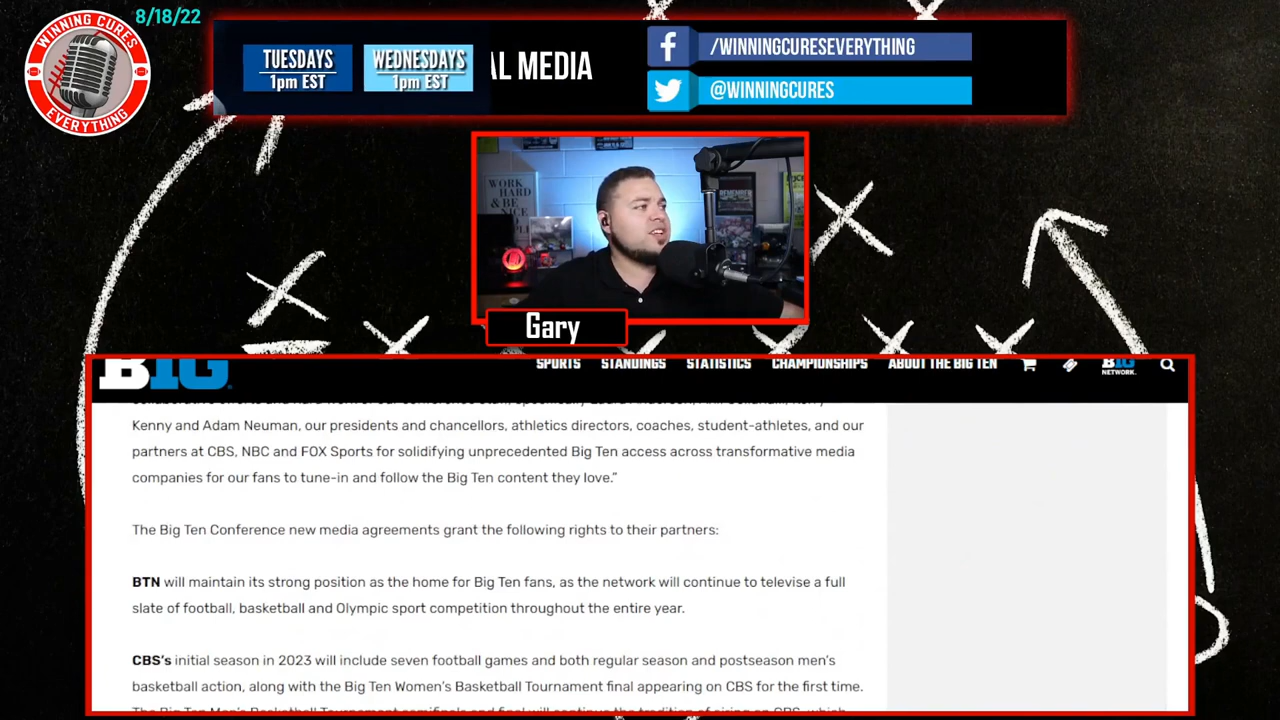 8/18/22
WINNING CURES
EVERYTHING
TUESDAYS
1pm EST
WEDNESDAYS
1pm EST
AL MEDIA
/WINNINGCURESEVERYTHING
@WINNINGCURES
WORK
HARD
& BE
NICE
Gary
BIG
SPORTS STANDINGS STATISTICS CHAMPIONSHIPS ABOUT THE BIG TEN
BIG
NETWORK.
Kenny and Adam Neuman, our presidents and chancellors, athletics directors, coaches, student-athletes, and our
partners at CBS, NBC and FOX Sports for solidifying unprecedented Big Ten access across transformative media
companies for our fans to tune-in and follow the Big Ten content they love.”
The Big Ten Conference new media agreements grant the following rights to their partners:
BTN will maintain its strong position as the home for Big Ten fans, as the network will continue to televise a full
slate of football, basketball and Olympic sport competition throughout the entire year.
CBS’s initial season in 2023 will include seven football games and both regular season and postseason men’s
basketball action, along with the Big Ten Women’s Basketball Tournament final appearing on CBS for the first time.